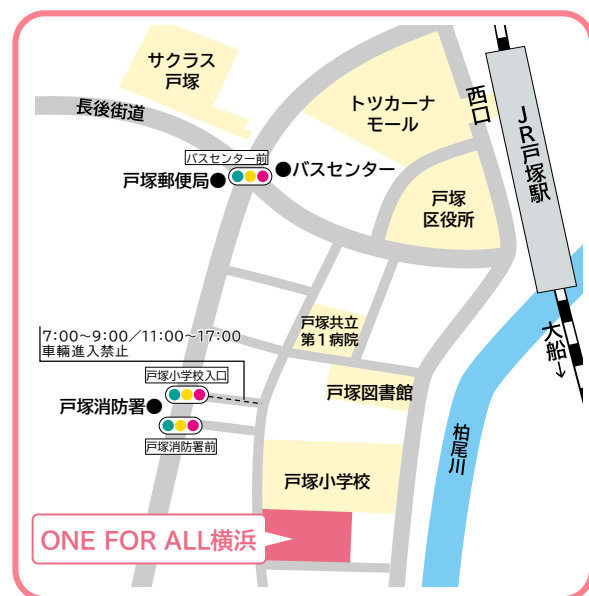 サクラス
戸塚
長後街道
トツカーナ
モール
西口
JR戸塚駅
バスセンター前
バスセンター
戸塚郵便局
戸塚
区役所
7:00～9:00／11:00～17:00
車輌進入禁止
戸塚共立
第１病院
大船→
戸塚小学校入口
戸塚図書館
戸塚消防署
戸塚消防署前
柏尾川
戸塚小学校
ONE FOR ALL横浜